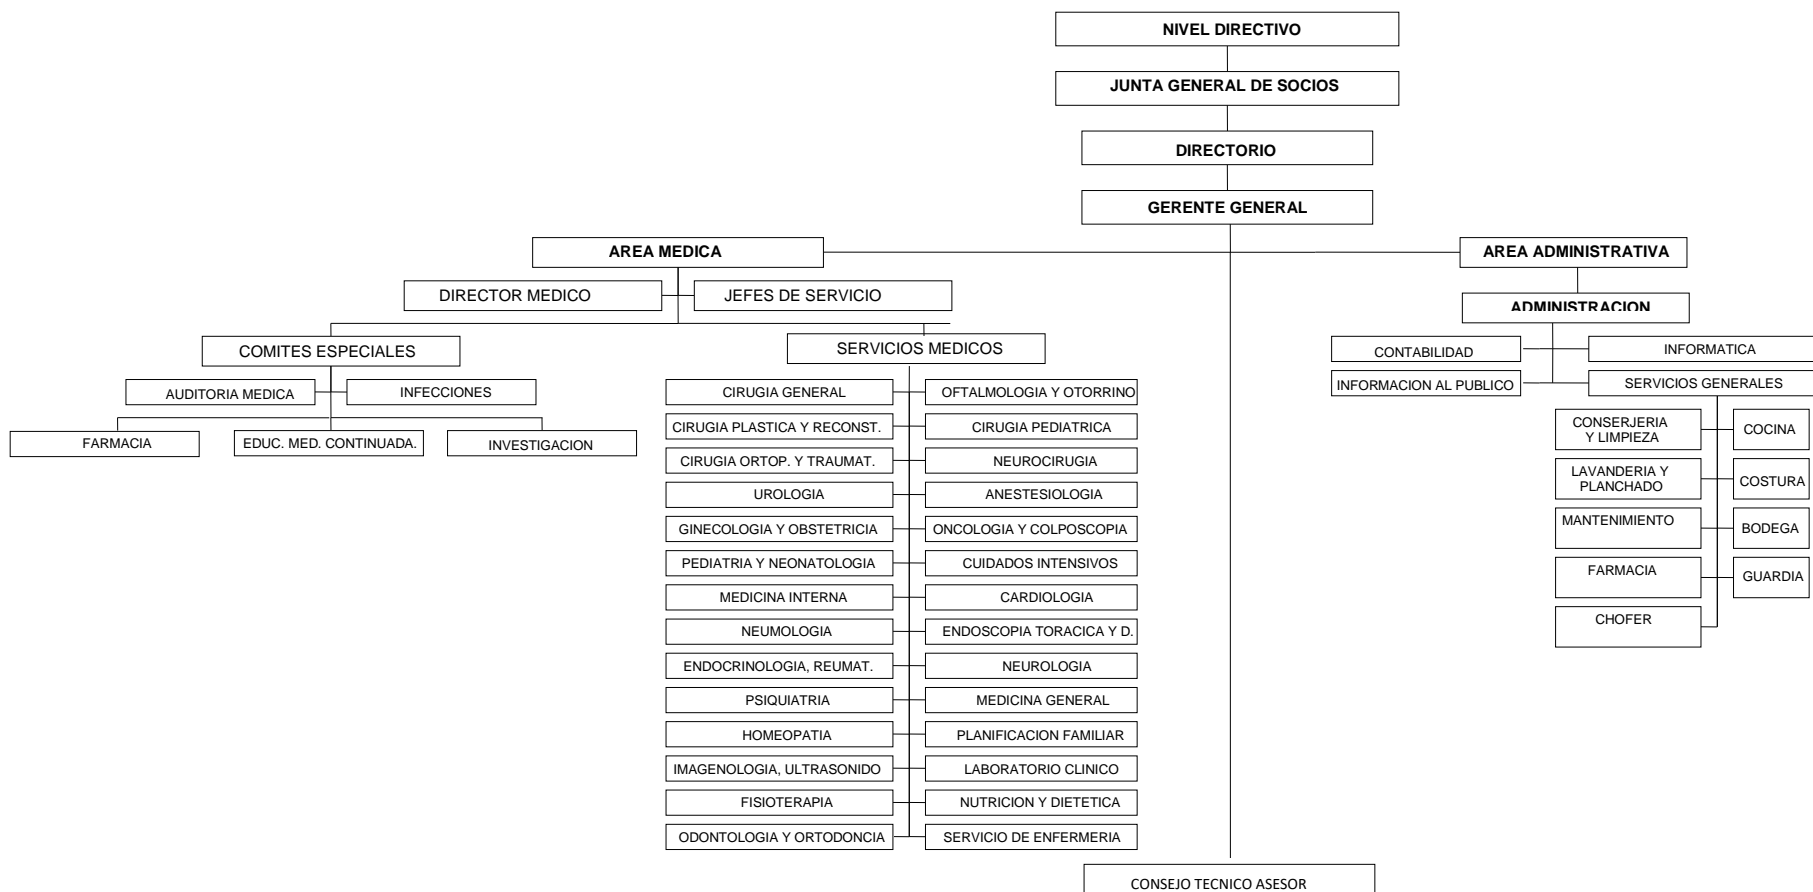 NIVEL DIRECTIVO
JUNTA GENERAL DE SOCIOS
DIRECTORIO
GERENTE GENERAL
AREA MEDICA
AREA ADMINISTRATIVA
DIRECTOR MEDICO
JEFES DE SERVICIO
ADMINISTRACION
COMITES ESPECIALES
SERVICIOS MEDICOS
CONTABILIDAD
INFORMATICA
INFORMACION AL PUBLICO
SERVICIOS GENERALES
AUDITORIA MEDICA
INFECCIONES
FARMACIA
EDUC. MED. CONTINUADA.
INVESTIGACION
CIRUGIA GENERAL
OFTALMOLOGIA Y OTORRINO
CIRUGIA PLASTICA Y RECONST.
CIRUGIA PEDIATRICA
CIRUGIA ORTOP. Y TRAUMAT.
NEUROCIRUGIA
UROLOGIA
ANESTESIOLOGIA
GINECOLOGIA Y OBSTETRICIA
ONCOLOGIA Y COLPOSCOPIA
PEDIATRIA Y NEONATOLOGIA
CUIDADOS INTENSIVOS
MEDICINA INTERNA
CARDIOLOGIA
NEUMOLOGIA
ENDOSCOPIA TORACICA Y D.
ENDOCRINOLOGIA, REUMAT.
NEUROLOGIA
PSIQUIATRIA
MEDICINA GENERAL
HOMEOPATIA
PLANIFICACION FAMILIAR
IMAGENOLOGIA, ULTRASONIDO
LABORATORIO CLINICO
FISIOTERAPIA
NUTRICION Y DIETETICA
ODONTOLOGIA Y ORTODONCIA
SERVICIO DE ENFERMERIA
CONSERJERIA
Y LIMPIEZA
COCINA
LAVANDERIA Y
PLANCHADO
COSTURA
MANTENIMIENTO
BODEGA
FARMACIA
GUARDIA
CHOFER
CONSEJO TECNICO ASESOR